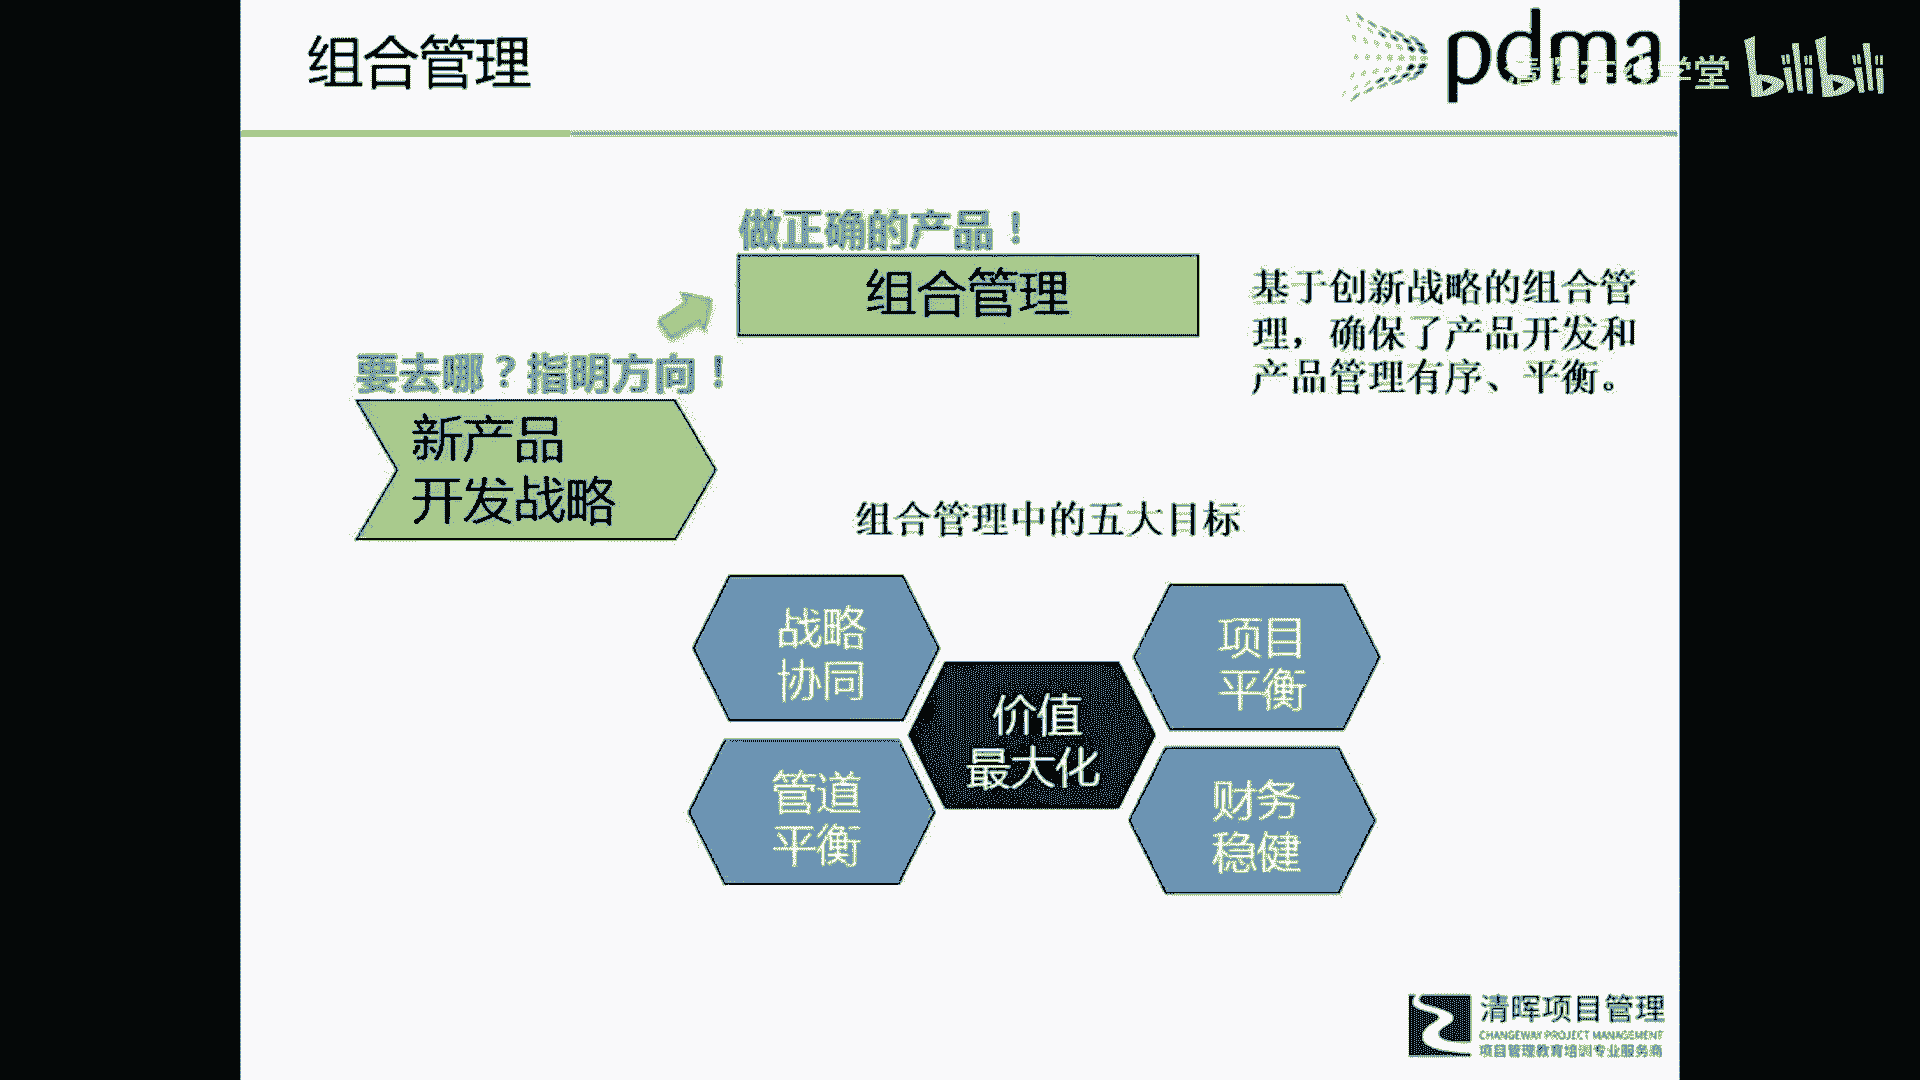 组合管理
pdma
学堂
bilibili
做正确的产品！
组合管理
基于创新战略的组合管
理，确保了产品开发和
产品管理有序、平衡。
要去哪？指明方向！
新产品
开发战略
组合管理中的五大目标
战略
协同
项目
平衡
价值
最大化
管道
平衡
财务
稳健
清晖项目管理
CHANGEWAY PROJECT MANAGEMENT
项目管理教育培训专业服务商